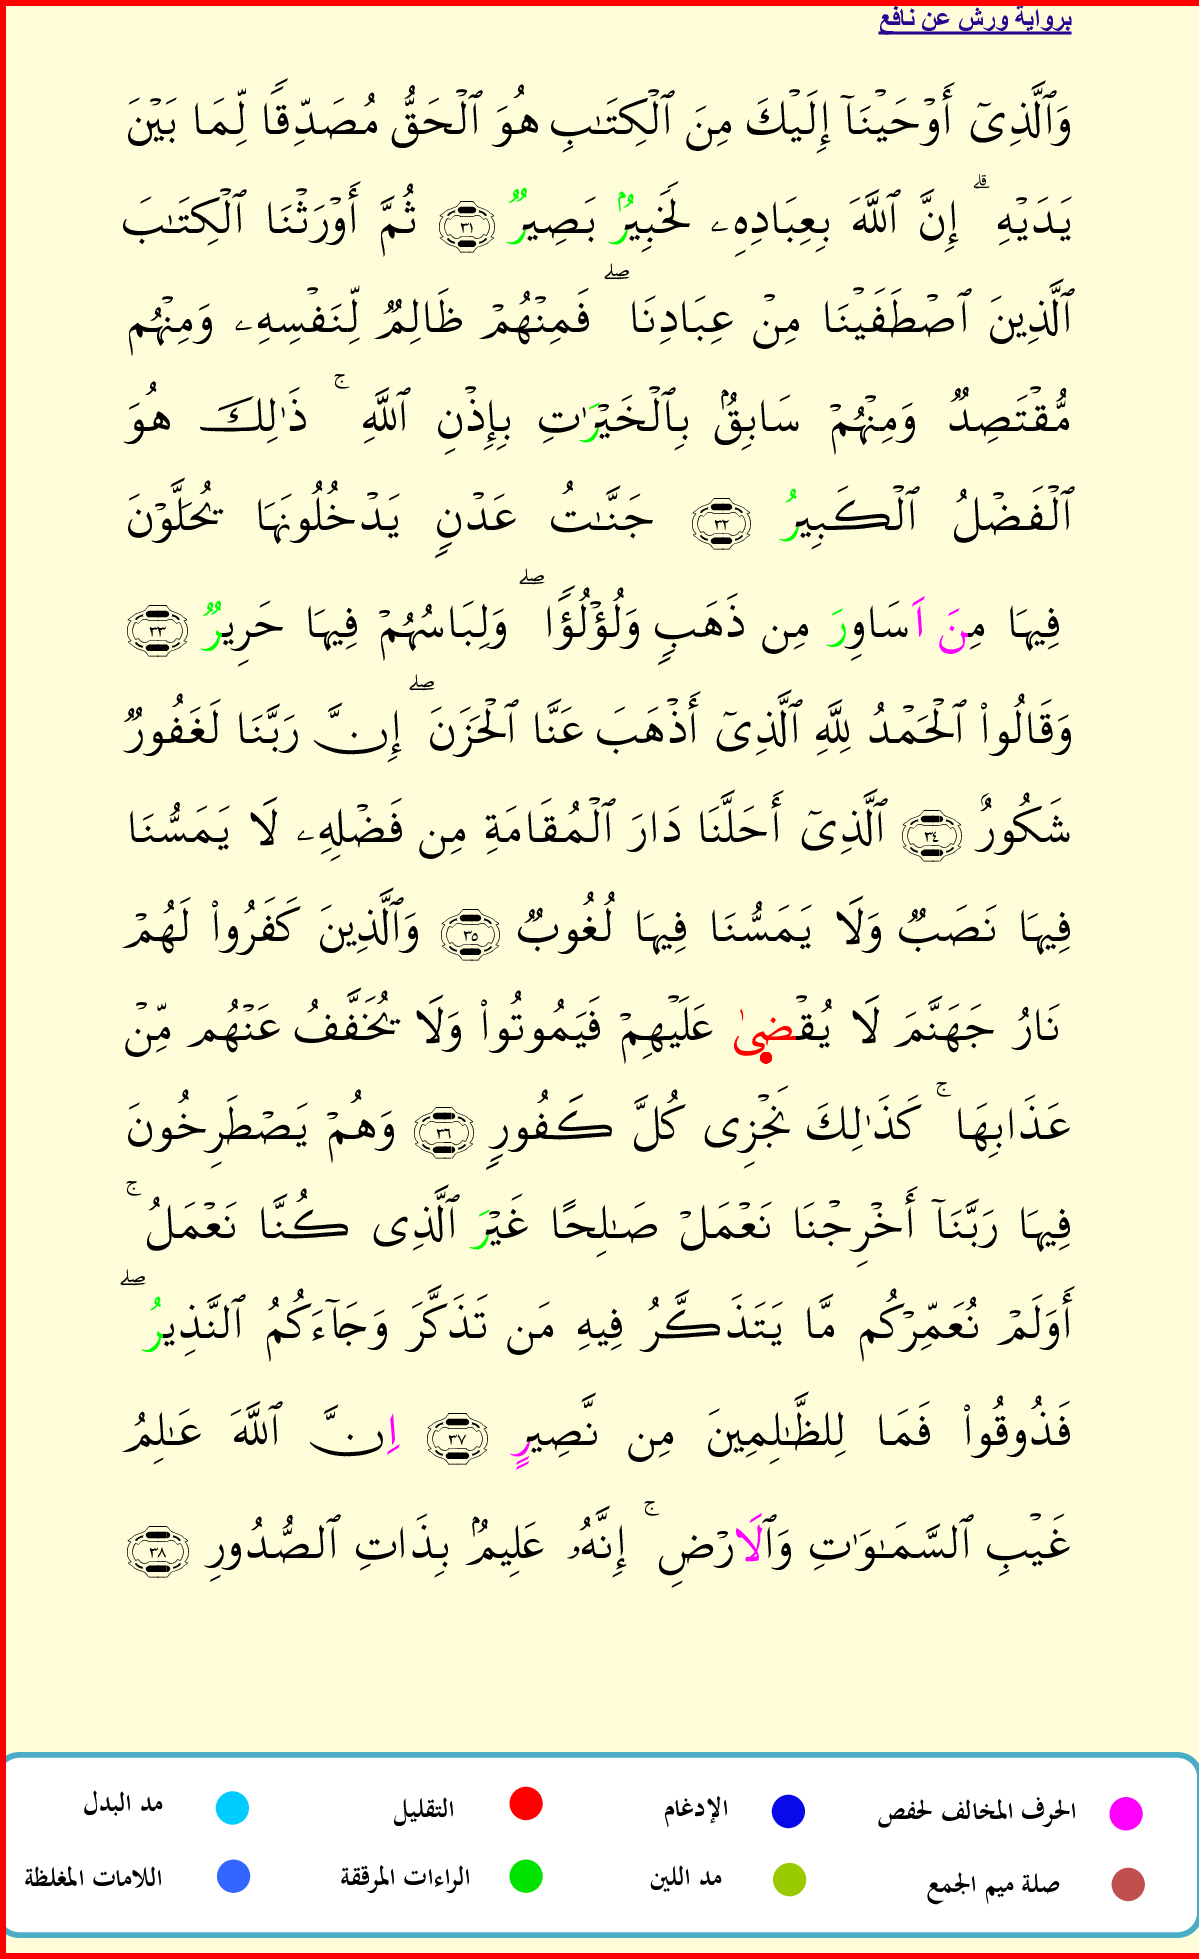 برواية ورش عن نافع
وَٱلَّذِىٓ أَوْحَيْنَآ إِلَيْكَ مِنَ ٱلْكِتَـٰبِ هُوَ ٱلْحَقُّ مُصَدِّقًا لِّمَا بَيْنَ
يَدَيْهِ ۗ إِنَّ ٱللَّهَ بِعِبَادِهِۦ لَخَبِيرٌۢ بَصِيرٌ ٣١ ثُمَّ أَوْرَثْنَا ٱلْكِتَـٰبَ
ٱلَّذِينَ ٱصْطَفَيْنَا مِنْ عِبَادِنَا ۖ فَمِنْهُمْ ظَالِمٌ لِّنَفْسِهِۦ وَمِنْهُم
مُّقْتَصِدٌ وَمِنْهُمْ سَابِقٌۢ بِٱلْخَيْرَٰتِ بِإِذْنِ ٱللَّهِ ۚ ذَٰلِكَ هُوَ
ٱلْفَضْلُ ٱلْكَبِيرُ ٣٢ جَنَّـٰتُ عَدْنٍ يَدْخُلُونَهَا يُحَلَّوْنَ
فِيهَا مِنَ اَسَاوِرَ مِن ذَهَبٍ وَلُؤْلُؤًا ۖ وَلِبَاسُهُمْ فِيهَا حَرِيرٌ ٣٣
وَقَالُوا۟ ٱلْحَمْدُ لِلَّهِ ٱلَّذِىٓ أَذْهَبَ عَنَّا ٱلْحَزَنَ ۖ إِنَّ رَبَّنَا لَغَفُورٌ
شَكُورٌ ٣٤ ٱلَّذِىٓ أَحَلَّنَا دَارَ ٱلْمُقَامَةِ مِن فَضْلِهِۦ لَا يَمَسُّنَا
فِيهَا نَصَبٌ وَلَا يَمَسُّنَا فِيهَا لُغُوبٌ ٣٥ وَٱلَّذِينَ كَفَرُوا۟ لَهُمْ
نَارُ جَهَنَّمَ لَا يُقْضِىٰ عَلَيْهِمْ فَيَمُوتُوا۟ وَلَا يُخَفَّفُ عَنْهُم مِّنْ
عَذَابِهَا ۚ كَذَٰلِكَ نَجْزِى كُلَّ كَفُورٍ ٣٦ وَهُمْ يَصْطَرِخُونَ
فِيهَا رَبَّنَآ أَخْرِجْنَا نَعْمَلْ صَـٰلِحًا غَيْرَ ٱلَّذِى كُنَّا نَعْمَلُ ۚ
أَوَلَمْ نُعَمِّرْكُم مَّا يَتَذَكَّرُ فِيهِ مَن تَذَكَّرَ وَجَآءَكُمُ ٱلنَّذِيرُ ۖ
فَذُوقُوا۟ فَمَا لِلظَّـٰلِمِينَ مِن نَّصِيرٍ ٣٧ اِنَّ ٱللَّهَ عَـٰلِمُ
غَيْبِ ٱلسَّمَـٰوَٰتِ وَٱلَارْضِ ۚ إِنَّهُۥ عَلِيمٌۢ بِذَاتِ ٱلصُّدُورِ ٣٨
الحرف المخالف لحفص الإدغام التقليل مد البدل
صلة ميم الجمع مد اللين الراءات المرققة اللامات المغلظة